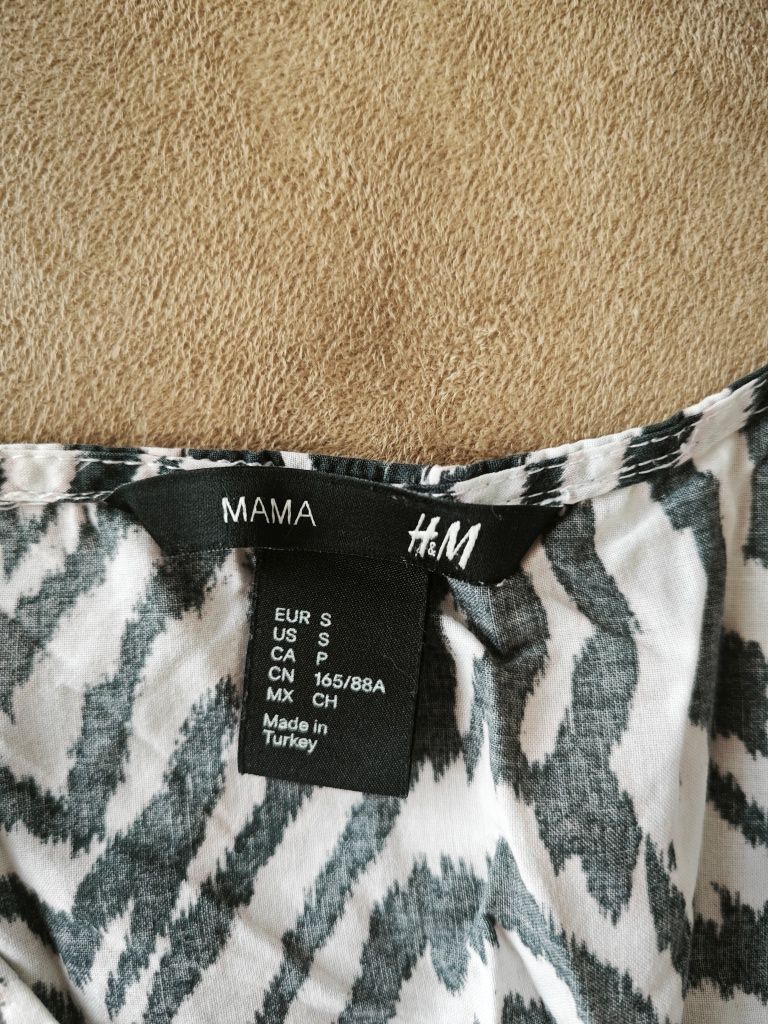 MAMA H&M
EUR S
US S
CA P
CN 165/88A
MX CH
Made in
Turkey